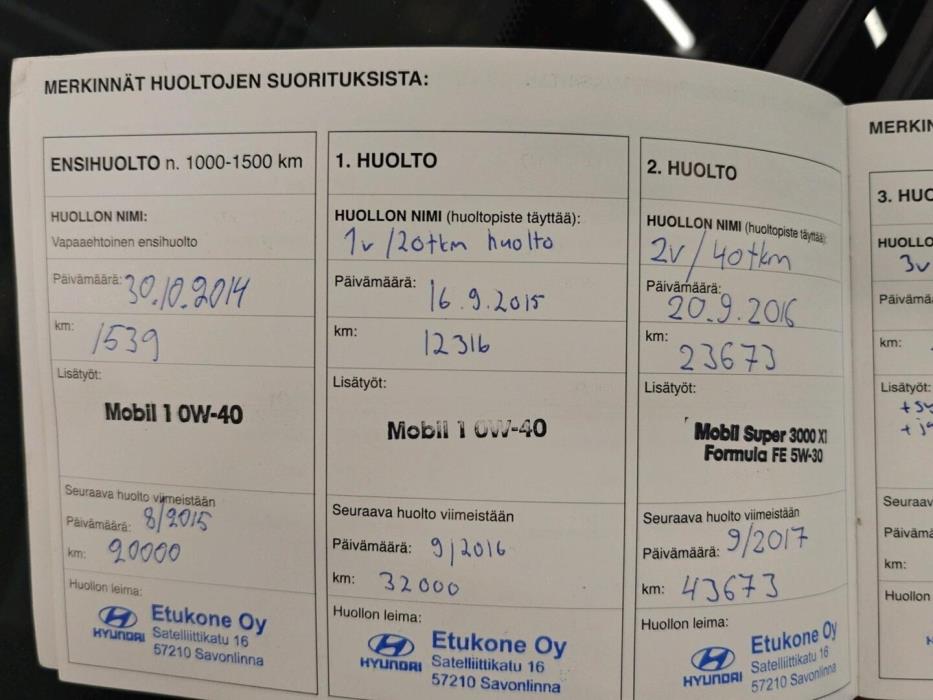 MERKINNÄT HUOLTOJEN SUORITUKSISTA:
ENSIHUOLTO n. 1000-1500 km
HUOLLON NIMI:
Vapaaehtoinen ensihuolto
Päivämäärä: 30.10.2014
km: 1539
Lisätyöt:
Mobil 1 0W-40
Seuraava huolto viimeistään
Päivämäärä: 8/2015
km: 20000
Huollon leima:
HYUNDAI
Etukone Oy
Satelliittikatu 16
57210 Savonlinna
1. HUOLTO
HUOLLON NIMI (huoltopiste täyttää):
1v/20tkm huolto
Päivämäärä: 16.9.2015
km: 12316
Lisätyöt:
Mobil 1 0W-40
Seuraava huolto viimeistään
Päivämäärä: 9/2016
km: 32000
Huollon leima:
HYUNDAI
Etukone Oy
Satelliittikatu 16
57210 Savonlinna
2. HUOLTO
HUOLLON NIMI (huoltopiste täyttää):
2v/40tkm
Päivämäärä:
20.9.2016
km:
23673
Lisätyöt:
Mobil Super 3000 X1
Formula FE 5W-30
Seuraava huolto viimeistään
Päivämäärä: 9/2017
km: 43673
Huollon leima:
HYUNDAI
Etukone Oy
Satelliittikatu 16
57210 Savonlinna
MERKIN
3. HUO
HUOLLO
3v
Päivämä
km:
Lisätyöt:
Seuraav
Päivämä
km:
Huollon